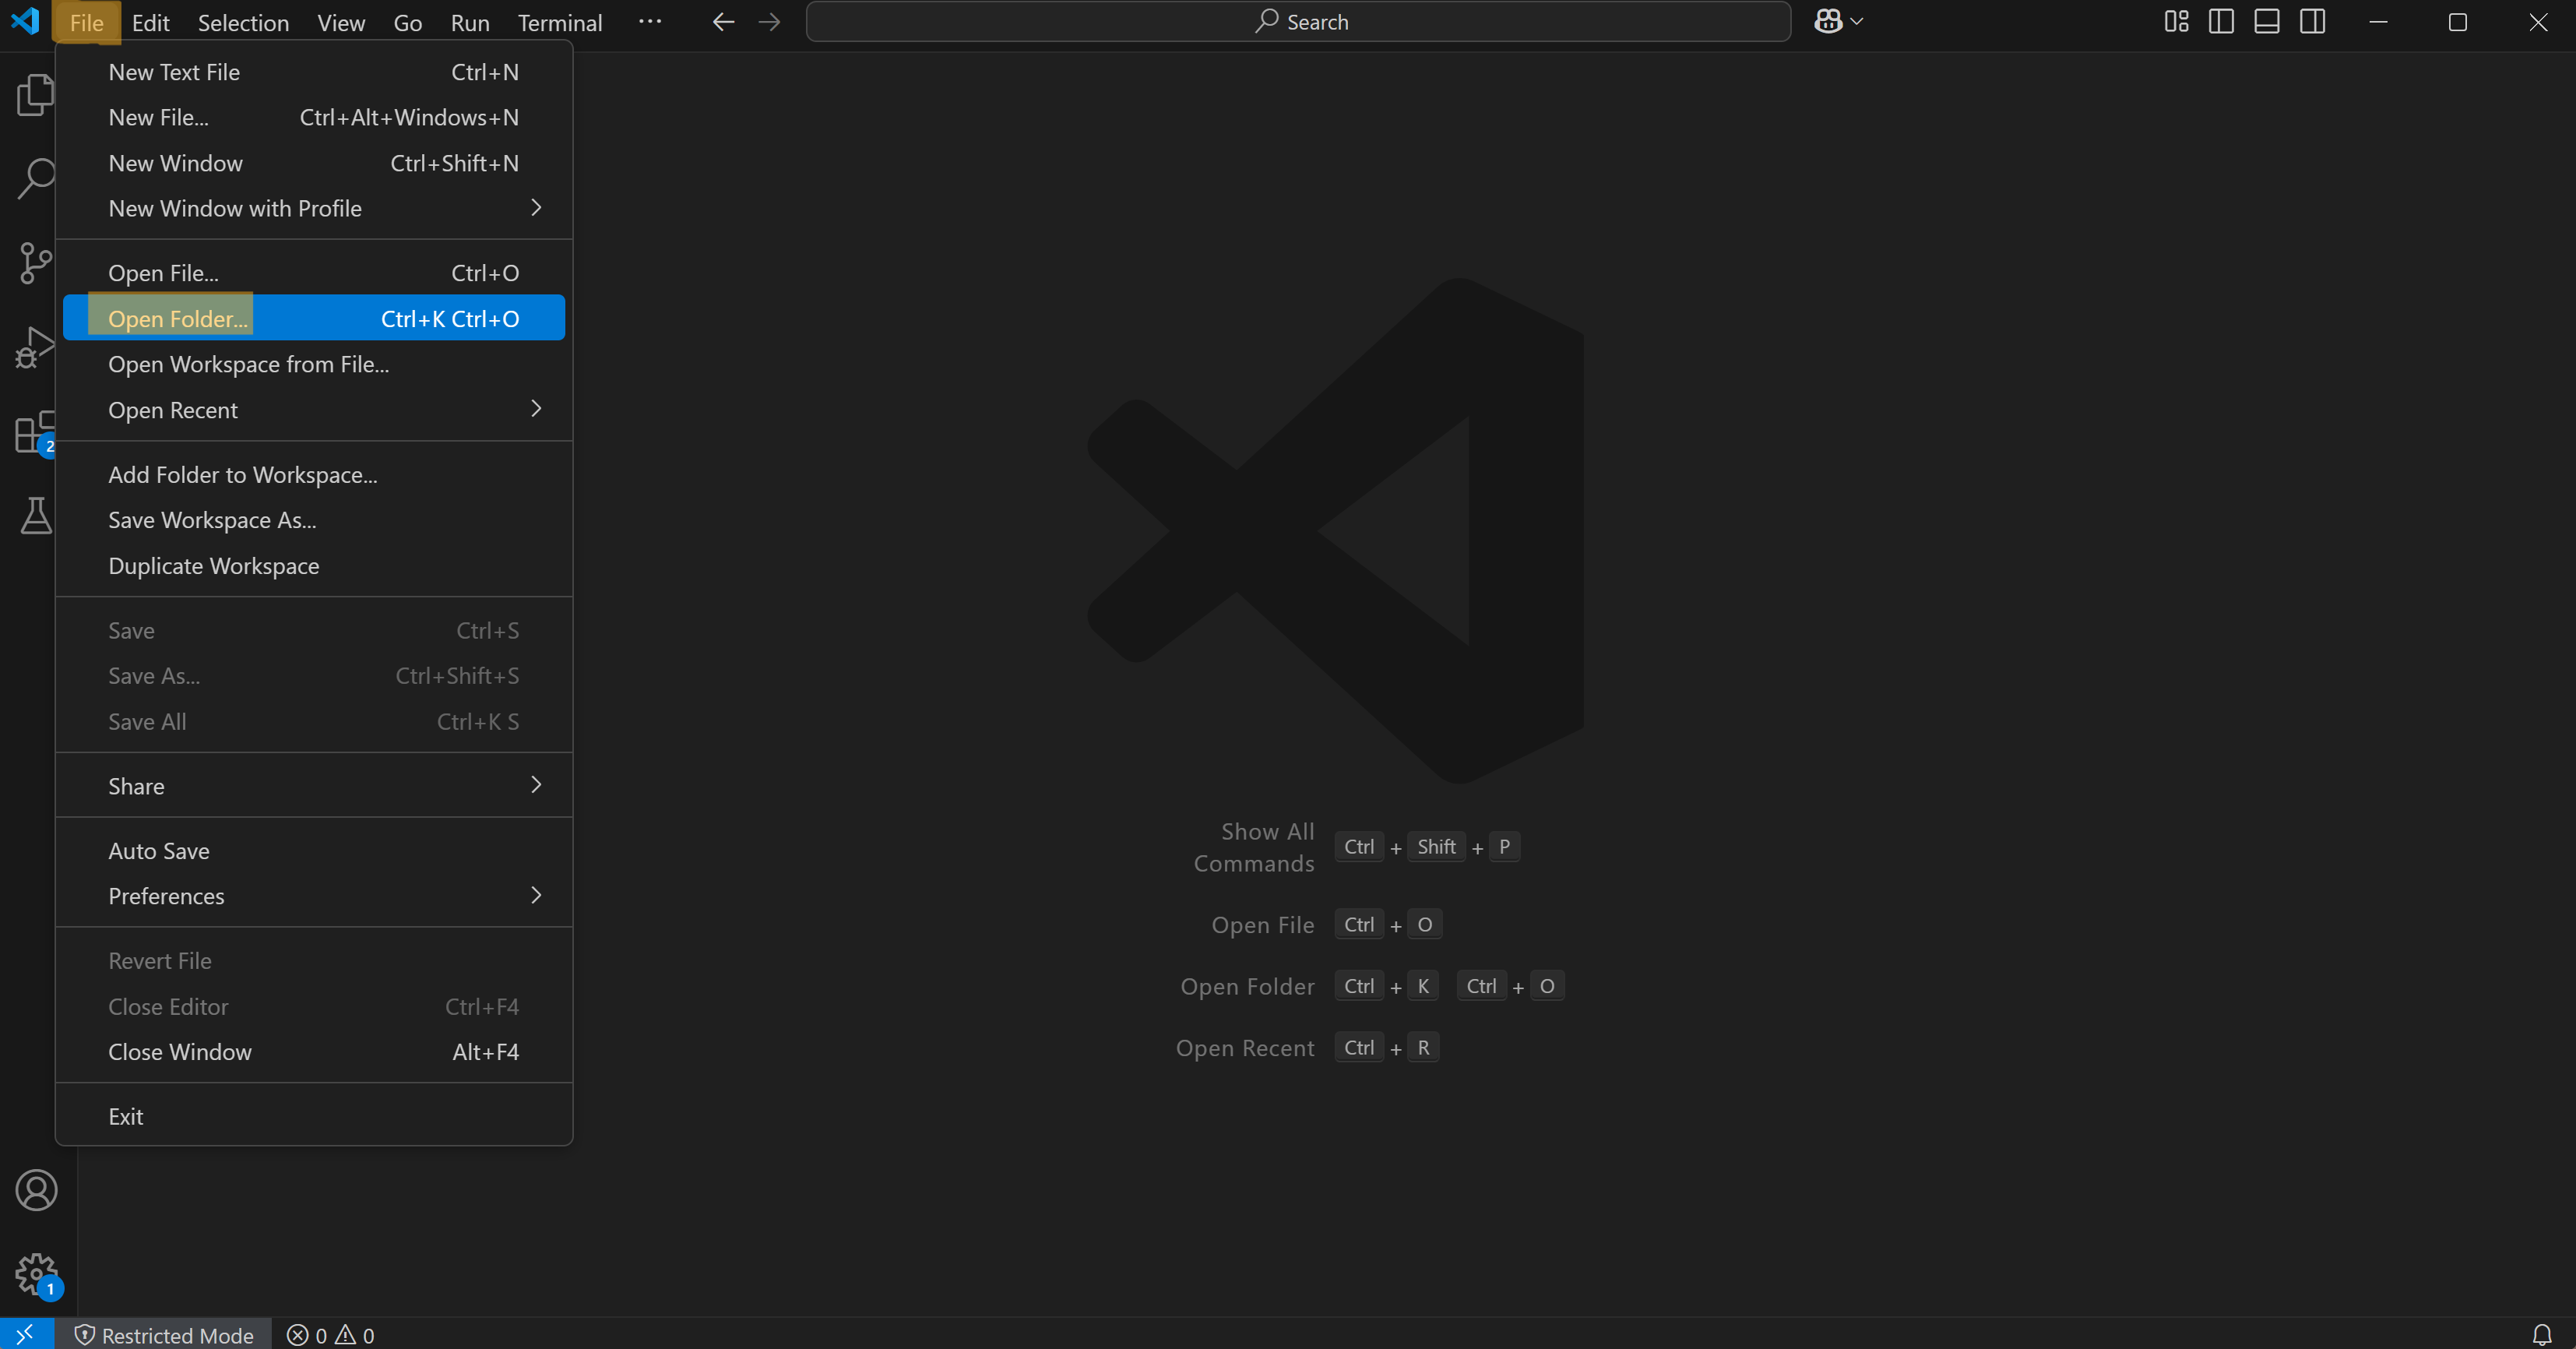 File Edit Selection View Go Run Terminal ··· Search
New Text File Ctrl+N
New File... Ctrl+Alt+Windows+N
New Window Ctrl+Shift+N
New Window with Profile
Open File... Ctrl+O
Open Folder... Ctrl+K Ctrl+O
Open Workspace from File...
Open Recent
2
Add Folder to Workspace...
Save Workspace As...
Duplicate Workspace
Save Ctrl+S
Save As... Ctrl+Shift+S
Save All Ctrl+K S
Share
Auto Save
Preferences
Revert File
Close Editor Ctrl+F4
Close Window Alt+F4
Exit
Show All
Commands Ctrl + Shift + P
Open File Ctrl + O
Open Folder Ctrl + K Ctrl + O
Open Recent Ctrl + R
1
Restricted Mode 0 0